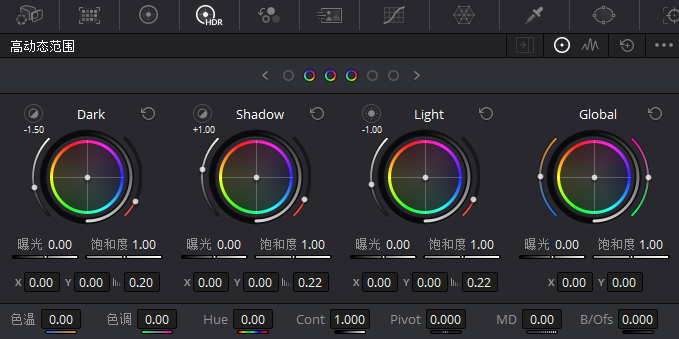 HDR
高动态范围
Dark Shadow Light Global
-1.50 +1.00 -1.00
曝光 0.00 饱和度 1.00 曝光 0.00 饱和度 1.00 曝光 0.00 饱和度 1.00 曝光 0.00 饱和度 1.00
X 0.00 Y 0.00 0.20 X 0.00 Y 0.00 0.22 X 0.00 Y 0.00 0.22 X 0.00 Y 0.00
色温 0.00 色调 0.00 Hue 0.00 Cont 1.000 Pivot 0.000 MD 0.00 B/Ofs 0.000